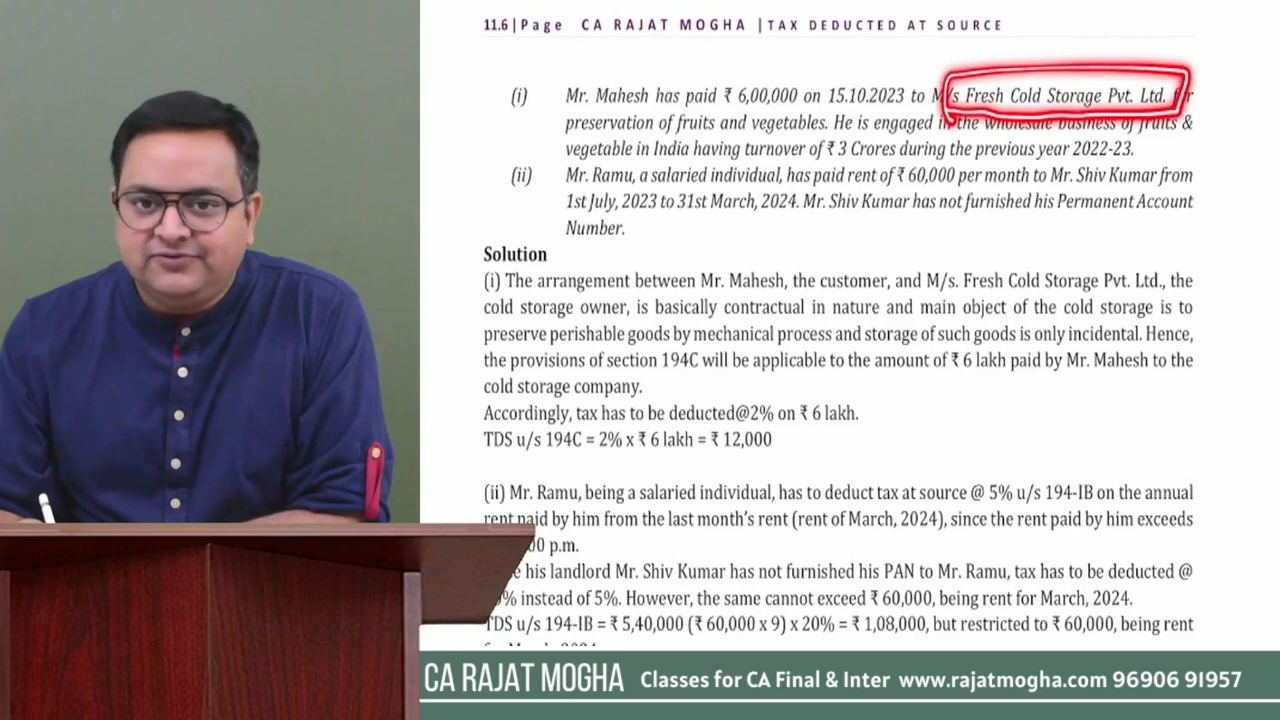 11.6|Page CA RAJAT MOGHA |TAX DEDUCTED AT SOURCE
(i) Mr. Mahesh has paid ₹ 6,00,000 on 15.10.2023 to M/s Fresh Cold Storage Pvt. Ltd. for
preservation of fruits and vegetables. He is engaged in the wholesale business of fruits &
vegetable in India having turnover of ₹ 3 Crores during the previous year 2022-23.
(ii) Mr. Ramu, a salaried individual, has paid rent of ₹ 60,000 per month to Mr. Shiv Kumar from
1st July, 2023 to 31st March, 2024. Mr. Shiv Kumar has not furnished his Permanent Account
Number.
Solution
(i) The arrangement between Mr. Mahesh, the customer, and M/s. Fresh Cold Storage Pvt. Ltd., the
cold storage owner, is basically contractual in nature and main object of the cold storage is to
preserve perishable goods by mechanical process and storage of such goods is only incidental. Hence,
the provisions of section 194C will be applicable to the amount of ₹ 6 lakh paid by Mr. Mahesh to the
cold storage company.
Accordingly, tax has to be deducted@2% on ₹ 6 lakh.
TDS u/s 194C = 2% x ₹ 6 lakh = ₹ 12,000
(ii) Mr. Ramu, being a salaried individual, has to deduct tax at source @ 5% u/s 194-IB on the annual
rent paid by him from the last month's rent (rent of March, 2024), since the rent paid by him exceeds
p.m.
his landlord Mr. Shiv Kumar has not furnished his PAN to Mr. Ramu, tax has to be deducted @
instead of 5%. However, the same cannot exceed ₹ 60,000, being rent for March, 2024.
TDS u/s 194-IB = ₹ 5,40,000 (₹ 60,000 x 9) x 20% = ₹ 1,08,000, but restricted to ₹ 60,000, being rent
CA RAJAT MOGHA Classes for CA Final & Inter www.rajatmogha.com 96906 91957